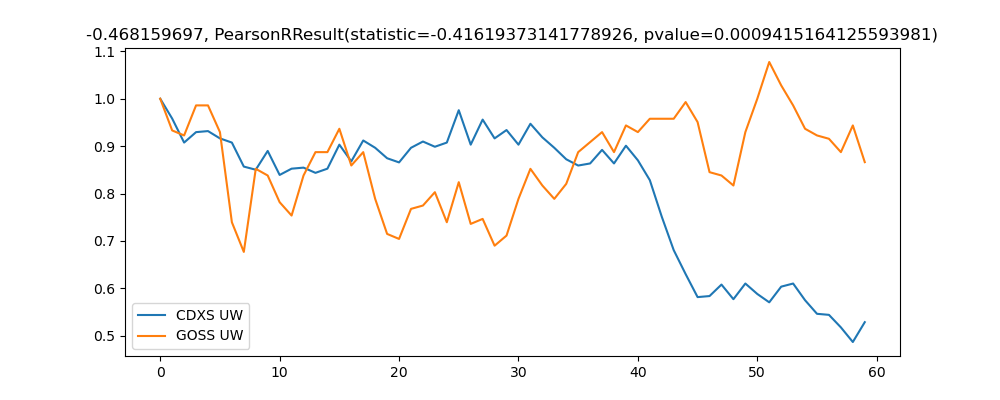 -0.468159697, PearsonRResult(statistic=-0.41619373141778926, pvalue=0.0009415164125593981)
1.1
1.0
0.9
0.8
0.7
0.6
0.5
CDXS UW
GOSS UW
0 10 20 30 40 50 60